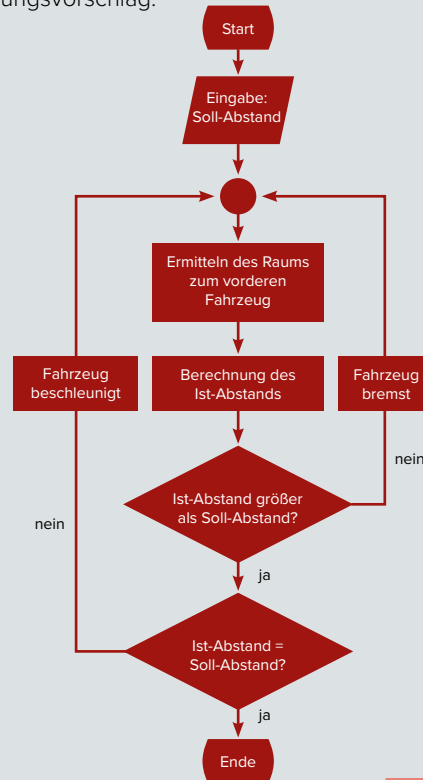 ungsvorschlag:
Start
Eingabe:
Soll-Abstand
Ermitteln des Raums
zum vorderen
Fahrzeug
Fahrzeug
beschleunigt
Berechnung des
Ist-Abstands
Fahrzeug
bremst
nein
Ist-Abstand größer
als Soll-Abstand?
nein
ja
Ist-Abstand =
Soll-Abstand?
ja
Ende